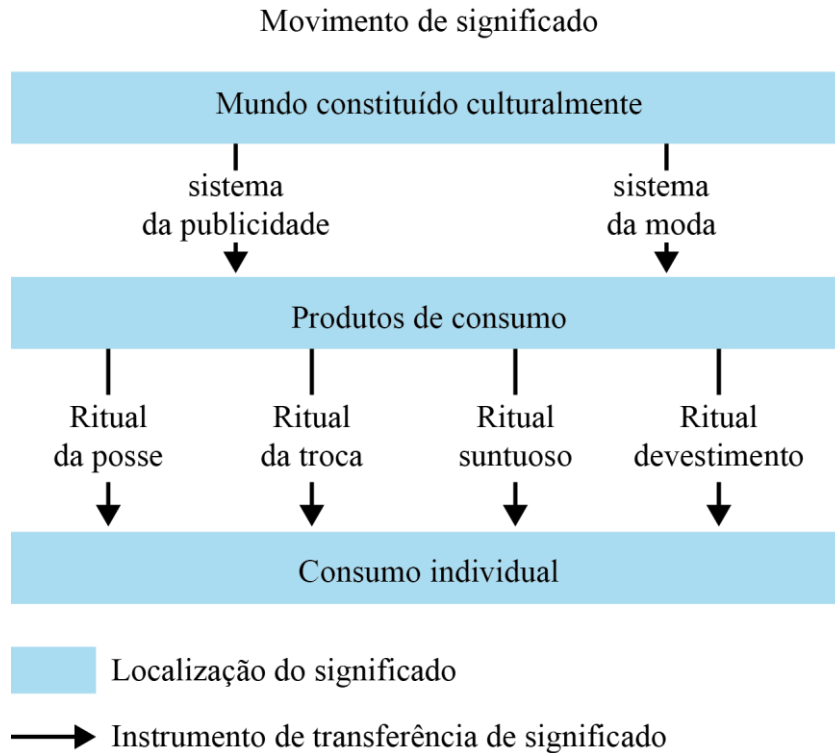 Movimento de significado
Mundo constituído culturalmente
sistema
da publicidade
sistema
da moda
Produtos de consumo
Ritual
da posse
Ritual
da troca
Ritual
suntuoso
Ritual
devestimento
Consumo individual
Localização do significado
Instrumento de transferência de significado